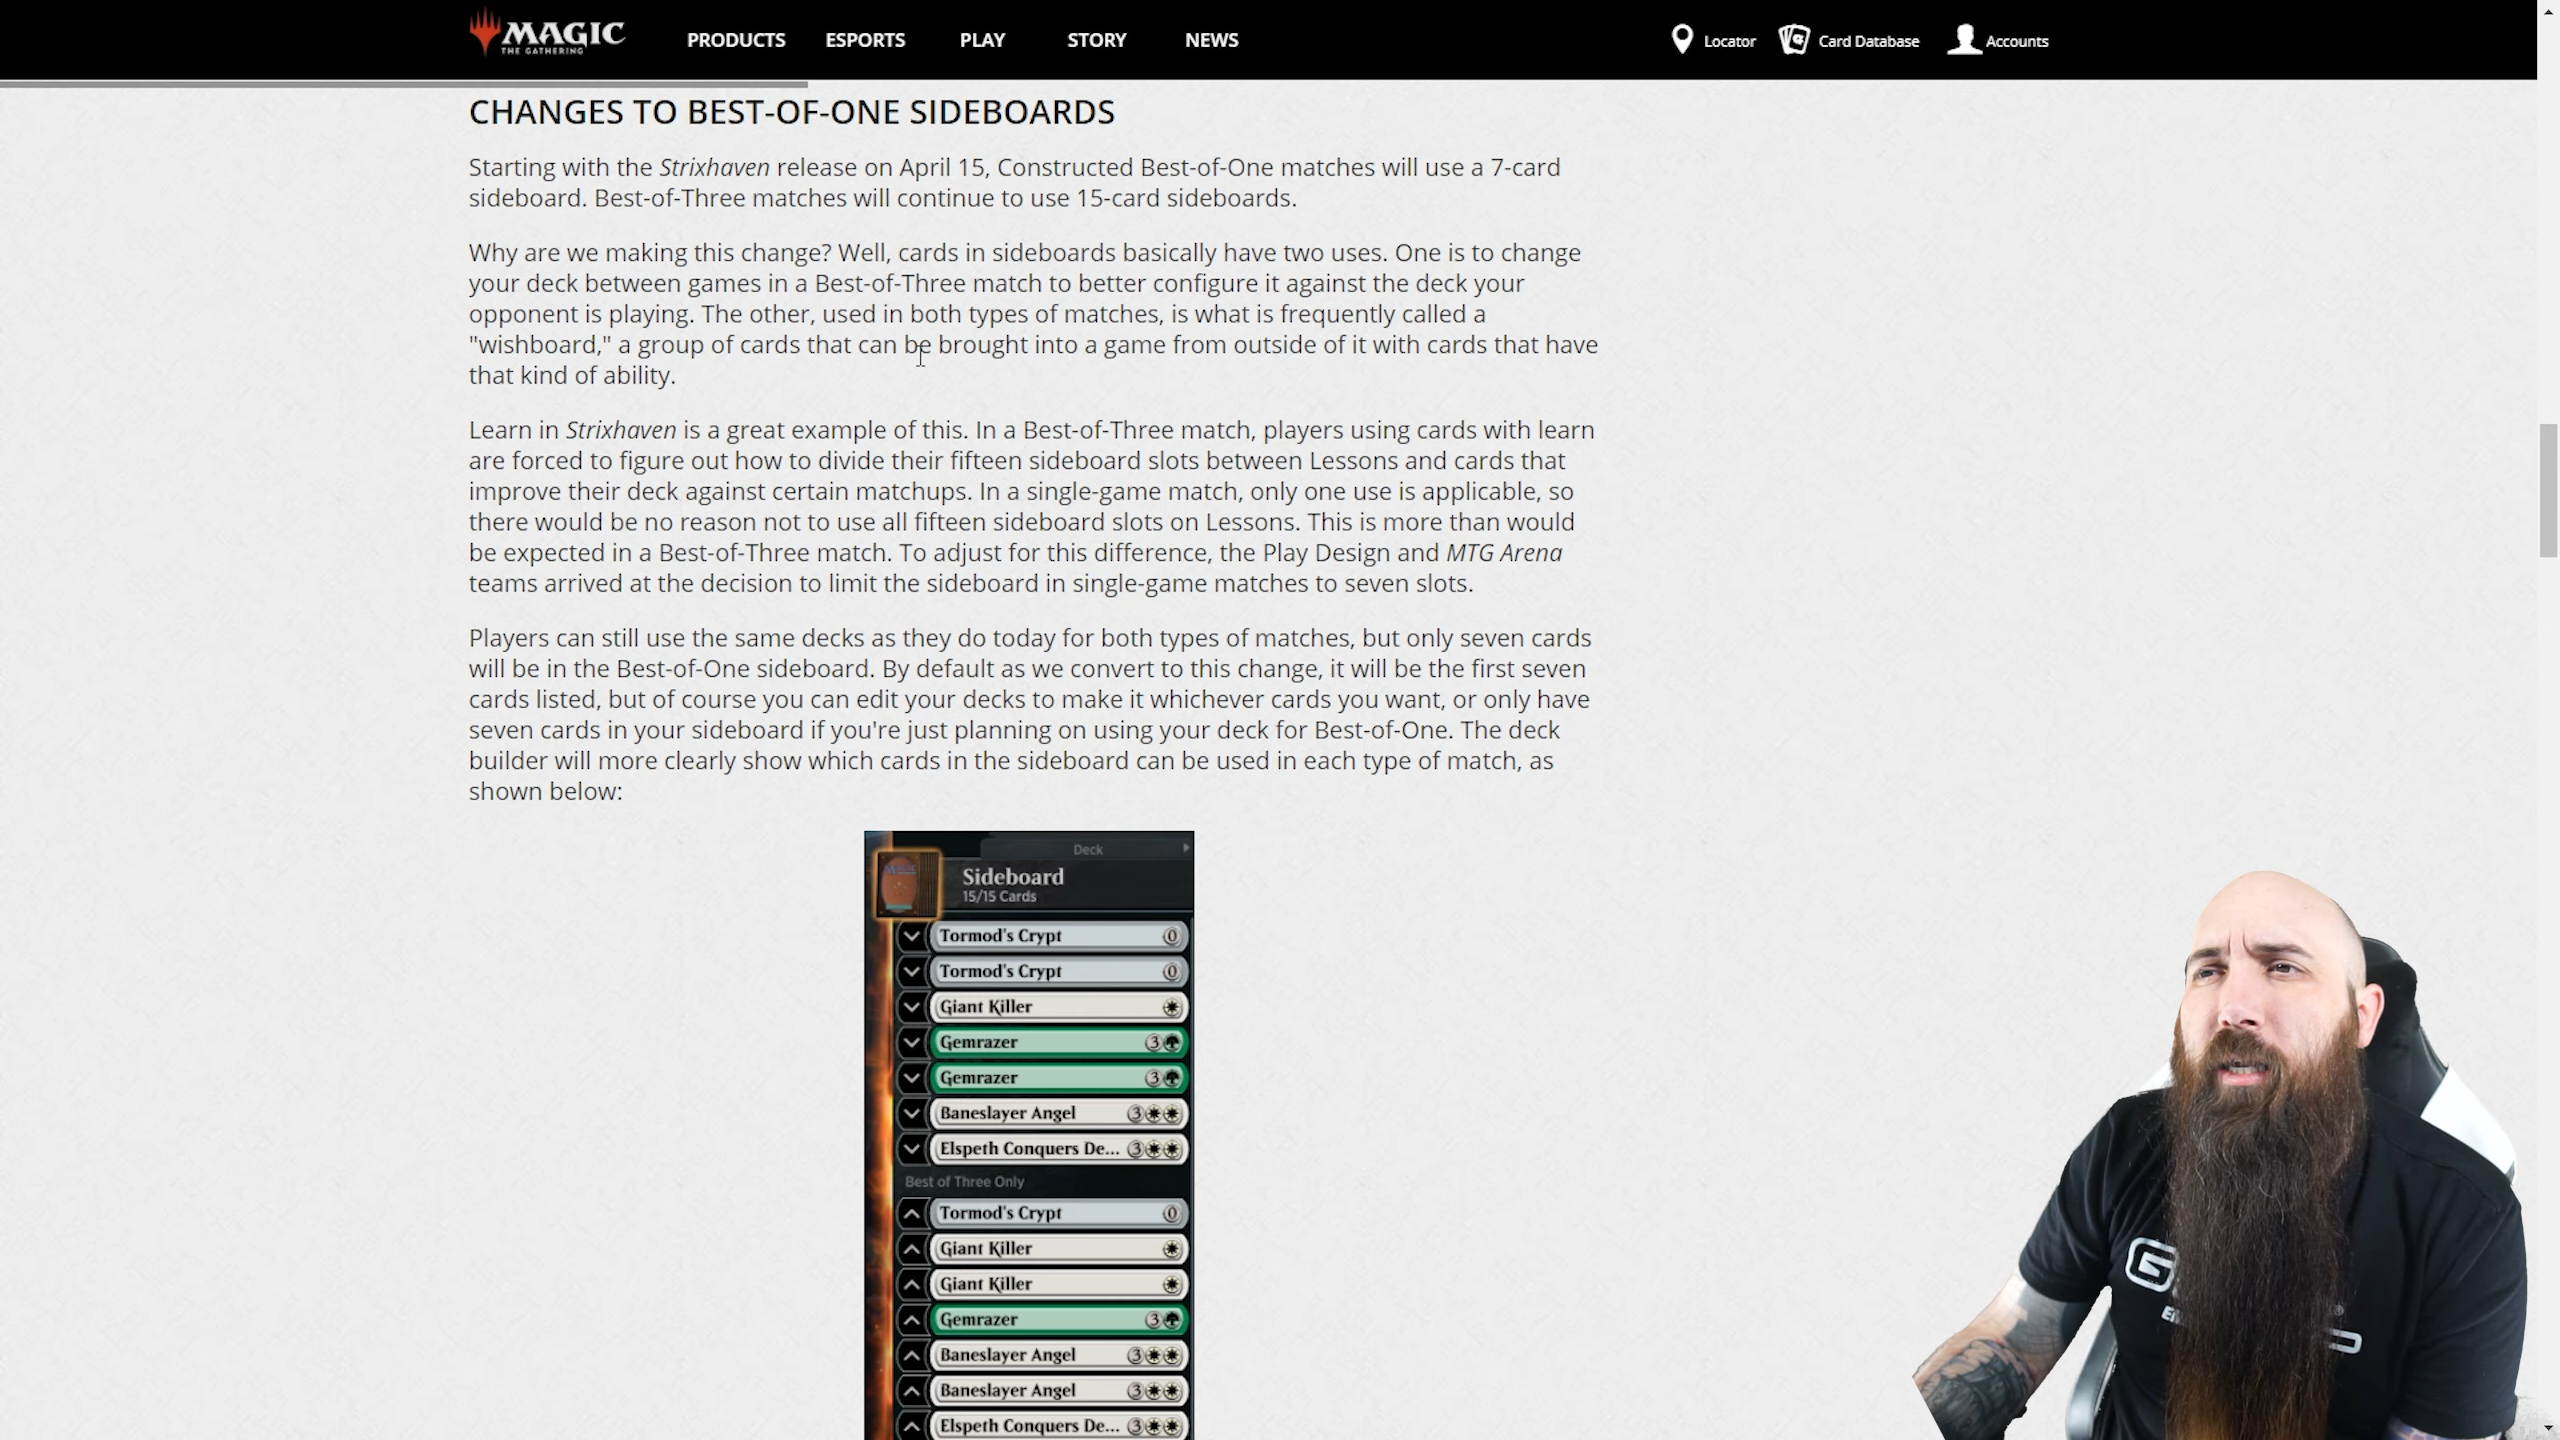 MAGIC
THE GATHERING
PRODUCTS
ESPORTS
PLAY
STORY
NEWS
Locator
Card Database
Accounts
CHANGES TO BEST-OF-ONE SIDEBOARDS
Starting with the Strixhaven release on April 15, Constructed Best-of-One matches will use a 7-card
sideboard. Best-of-Three matches will continue to use 15-card sideboards.
Why are we making this change? Well, cards in sideboards basically have two uses. One is to change
your deck between games in a Best-of-Three match to better configure it against the deck your
opponent is playing. The other, used in both types of matches, is what is frequently called a
"wishboard," a group of cards that can be brought into a game from outside of it with cards that have
that kind of ability.
Learn in Strixhaven is a great example of this. In a Best-of-Three match, players using cards with learn
are forced to figure out how to divide their fifteen sideboard slots between Lessons and cards that
improve their deck against certain matchups. In a single-game match, only one use is applicable, so
there would be no reason not to use all fifteen sideboard slots on Lessons. This is more than would
be expected in a Best-of-Three match. To adjust for this difference, the Play Design and MTG Arena
teams arrived at the decision to limit the sideboard in single-game matches to seven slots.
Players can still use the same decks as they do today for both types of matches, but only seven cards
will be in the Best-of-One sideboard. By default as we convert to this change, it will be the first seven
cards listed, but of course you can edit your decks to make it whichever cards you want, or only have
seven cards in your sideboard if you're just planning on using your deck for Best-of-One. The deck
builder will more clearly show which cards in the sideboard can be used in each type of match, as
shown below:
Deck
Sideboard
15/15 Cards
Tormod's Crypt 0
Tormod's Crypt 0
Giant Killer
Gemrazer 3
Gemrazer 3
Baneslayer Angel 3
Elspeth Conquers De... 3
Best of Three Only
Tormod's Crypt 0
Giant Killer
Giant Killer
Gemrazer 3
Baneslayer Angel 3
Baneslayer Angel 3
Elspeth Conquers De... 3